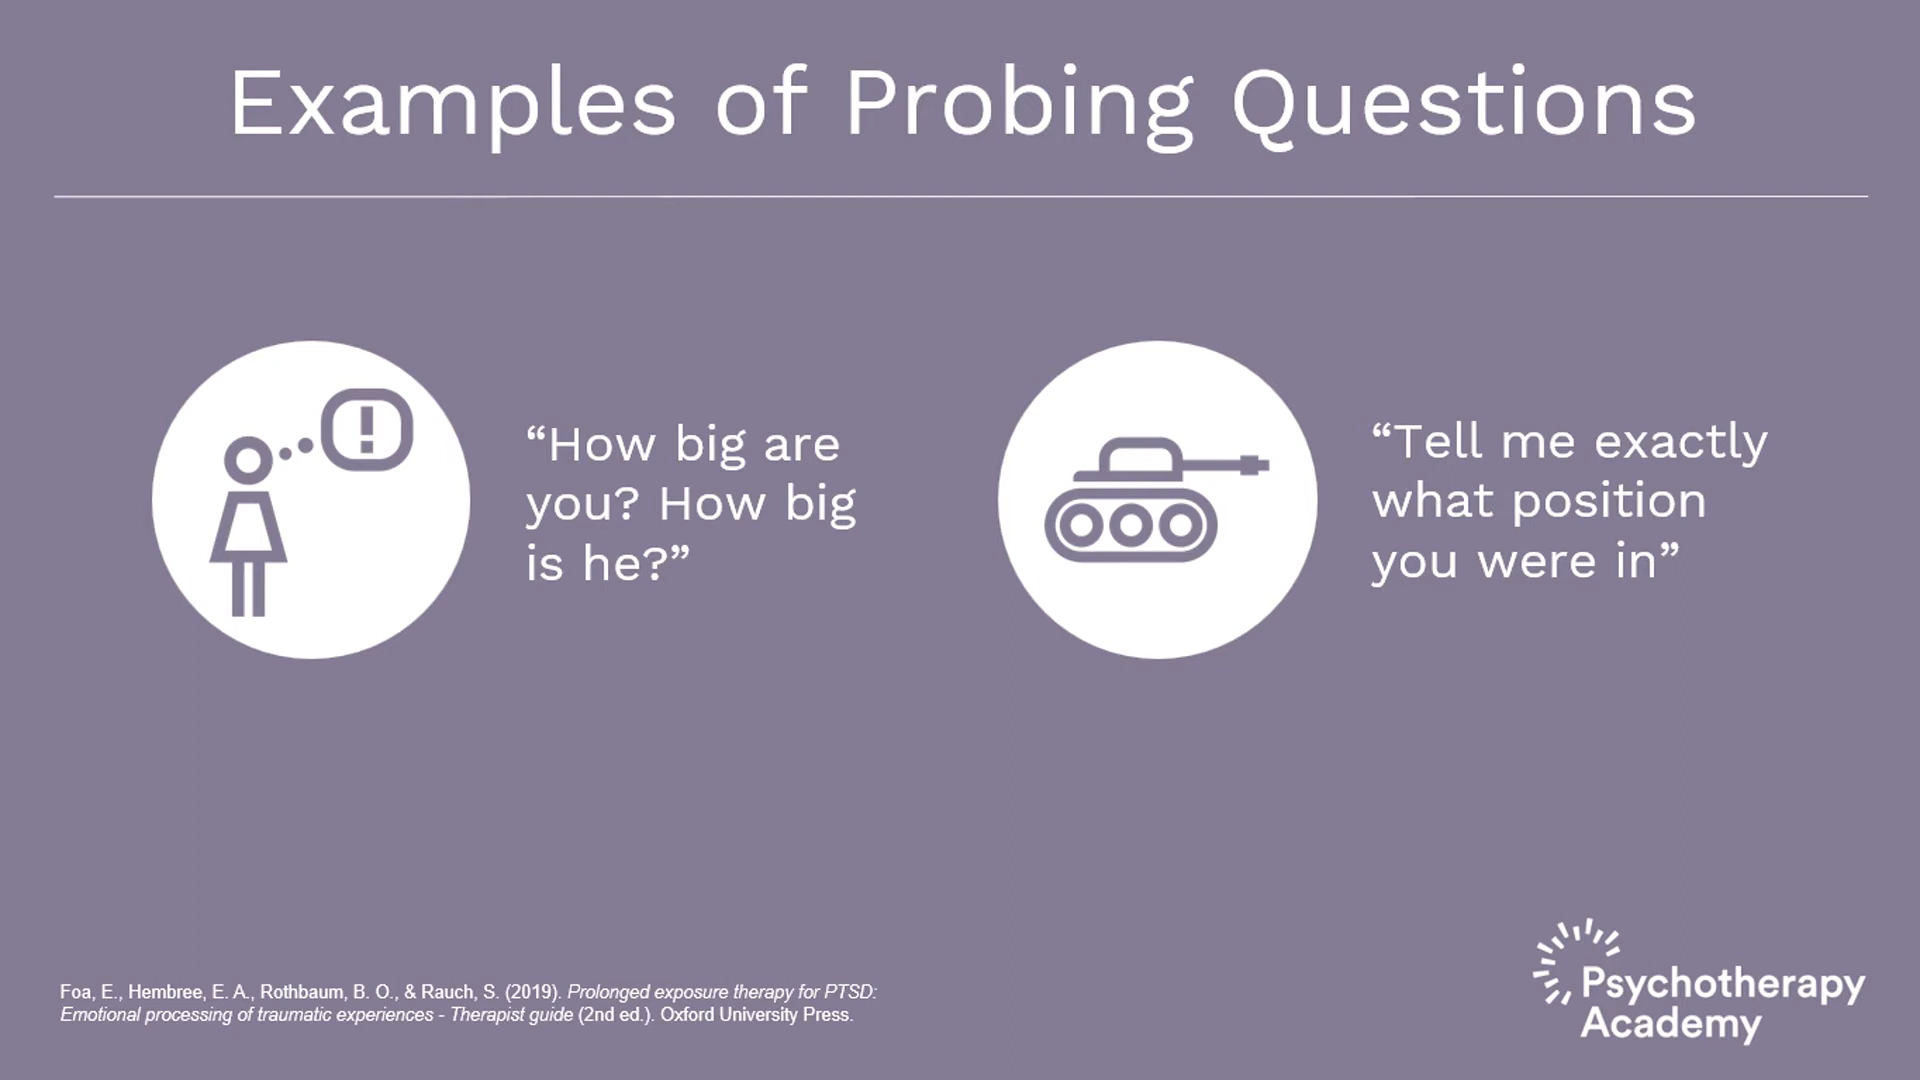 Examples of Probing Questions
“How big are
you? How big
is he?”
“Tell me exactly
what position
you were in”
Foa, E., Hembree, E. A., Rothbaum, B. O., & Rauch, S. (2019). Prolonged exposure therapy for PTSD:
Emotional processing of traumatic experiences - Therapist guide (2nd ed.). Oxford University Press.
Psychotherapy
Academy